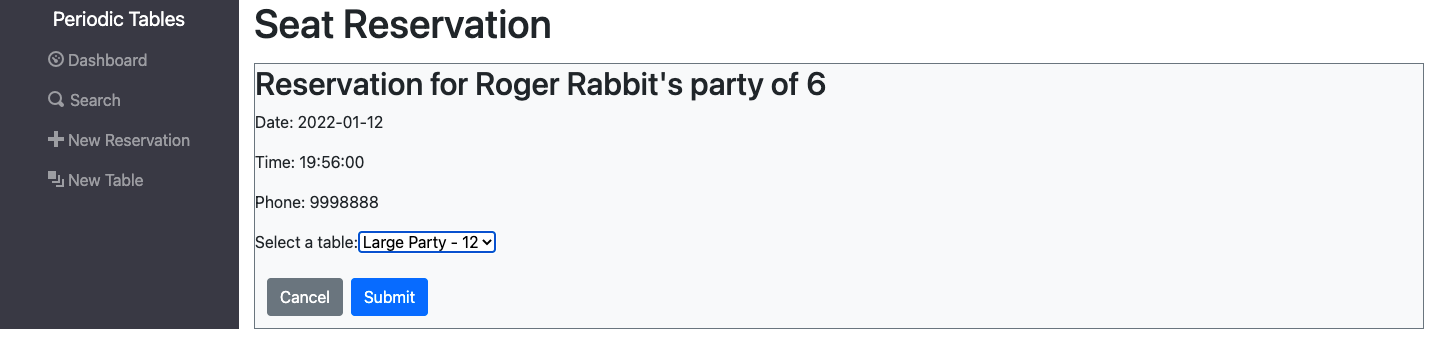 Periodic Tables
Dashboard
Search
New Reservation
New Table
Seat Reservation
Reservation for Roger Rabbit's party of 6
Date: 2022-01-12
Time: 19:56:00
Phone: 9998888
Select a table: Large Party - 12
Cancel Submit